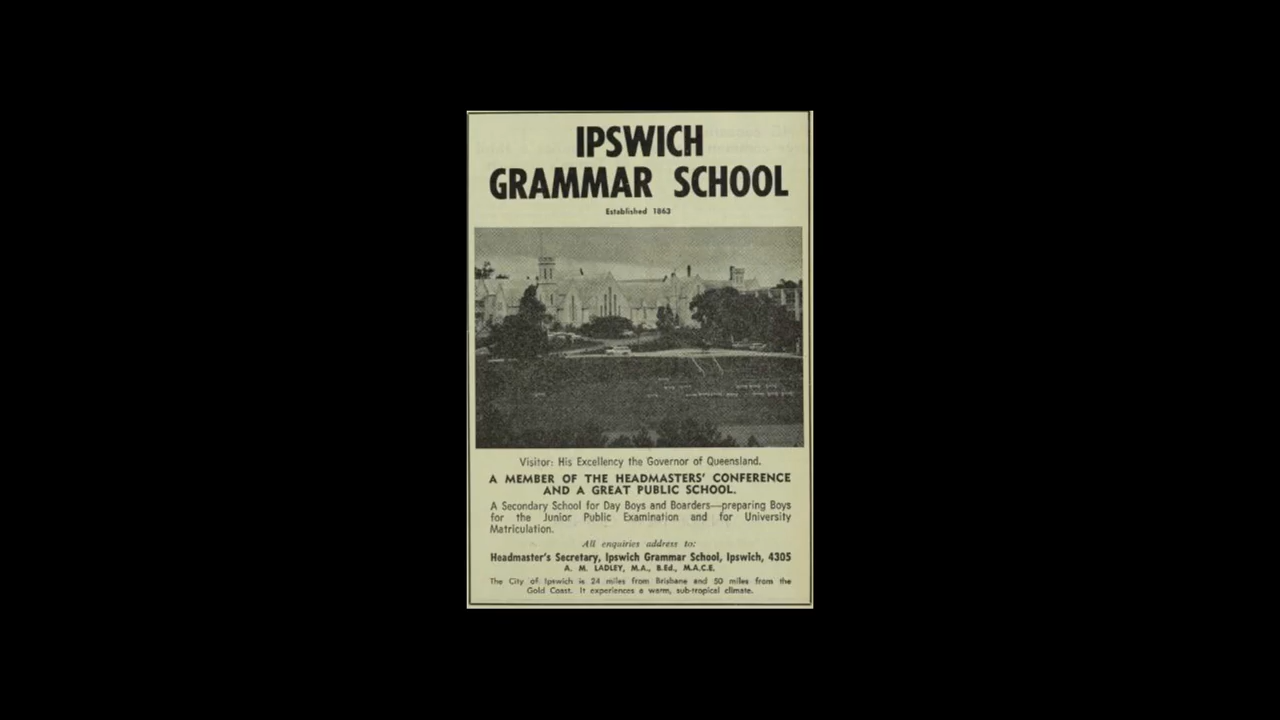 IPSWICH
GRAMMAR SCHOOL
Established 1863
Visitor: His Excellency the Governor of Queensland.
A MEMBER OF THE HEADMASTERS' CONFERENCE
AND A GREAT PUBLIC SCHOOL.
A Secondary School for Day Boys and Boarders—preparing Boys
for the Junior Public Examination and for University
Matriculation.
All enquiries address to:
Headmaster's Secretary, Ipswich Grammar School, Ipswich, 4305
A. M. LADLEY, M.A., B.Ed., M.A.C.E.
The City of Ipswich is 24 miles from Brisbane and 50 miles from the
Gold Coast. It experiences a warm, sub-tropical climate.